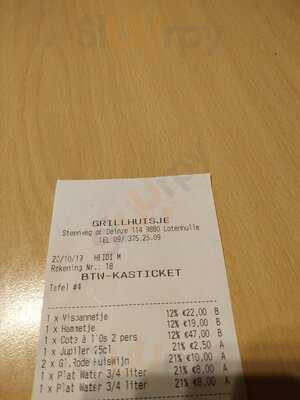 GRILLHUISJE
Steenweg op Deinze 114 9880 Lotenhulle
TEL 09/ 375.25.09
20/10/19 HEIDI M
Rekening Nr.: 18
BTW-KASTICKET
Tafel #4
1 x Vispannetje 12% €22,00 B
1 x Hammetje 12% €19,00 B
1 x Cote à l'Os 2 pers 12% €47,00 B
1 x Jupiler 25cl 21% €2,50 A
2 x Gl.Rode Huiswijn 21% €10,00 A
1 x Plat Water 3/4 liter 21% €8,00 A
1 x Plat Water 3/4 liter 21% €8,00 A